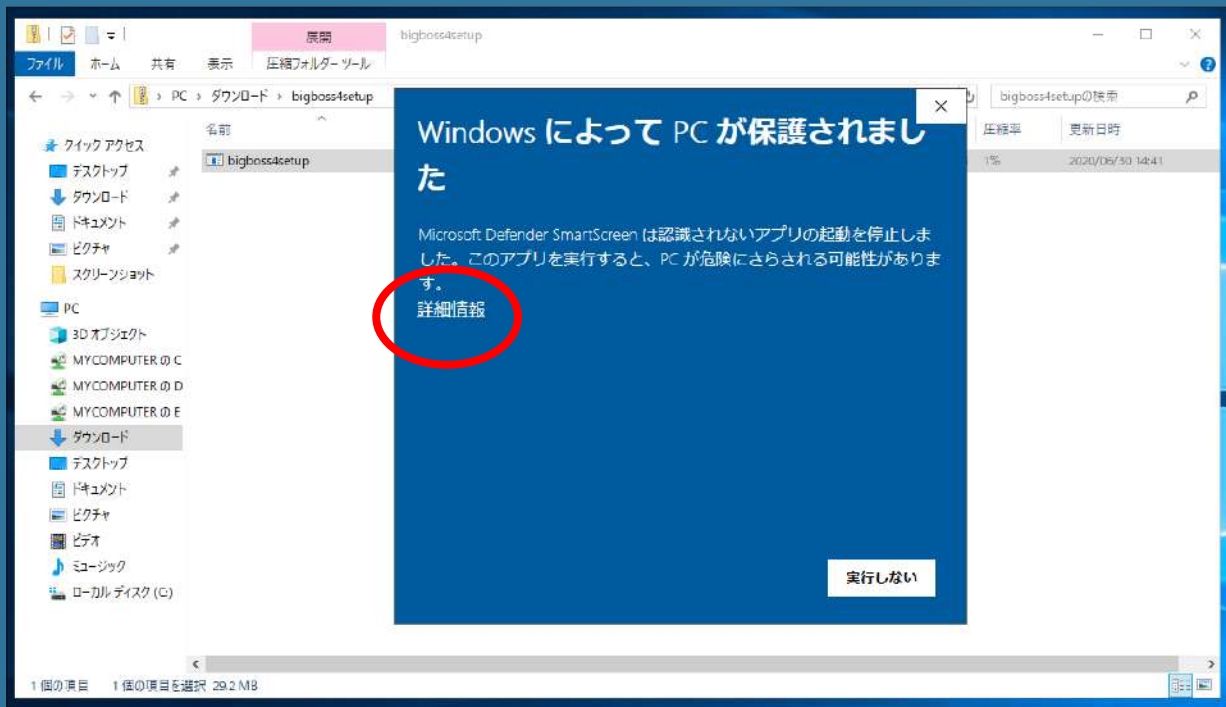 展開
bigboss4setup
ファイル ホーム 共有 表示 圧縮フォルダー ツール
PC › ダウンロード › bigboss4setup
bigboss4setupの検索
名前
圧縮率
更新日時
bigboss4setup
1%
2020/06/30 14:41
クイック アクセス
デスクトップ
ダウンロード
ドキュメント
ピクチャ
スクリーンショット
PC
3D オブジェクト
MYCOMPUTER の C
MYCOMPUTER の D
MYCOMPUTER の E
ダウンロード
デスクトップ
ドキュメント
ピクチャ
ビデオ
ミュージック
ローカル ディスク (C:)
Windows によって PC が保護されまし
た
Microsoft Defender SmartScreen は認識されないアプリの起動を停止しま
した。このアプリを実行すると、PC が危険にさらされる可能性がありま
す。
詳細情報
実行しない
1 個の項目 1 個の項目を選択 29.2 MB